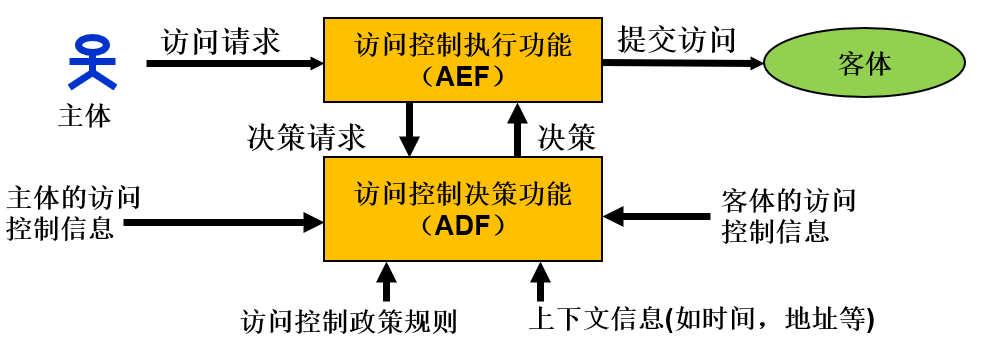 访问请求
访问控制执行功能
（AEF）
提交访问
客体
主体
决策请求
决策
主体的访问
控制信息
访问控制决策功能
（ADF）
客体的访问
控制信息
访问控制政策规则
上下文信息(如时间，地址等)